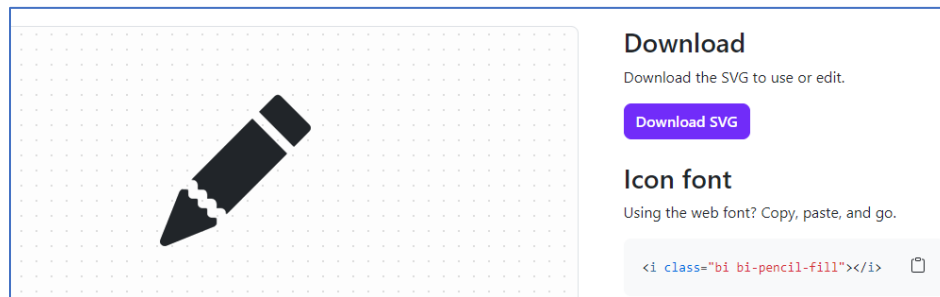 Download
Download the SVG to use or edit.
Download SVG
Icon font
Using the web font? Copy, paste, and go.
<i class="bi bi-pencil-fill"></i>